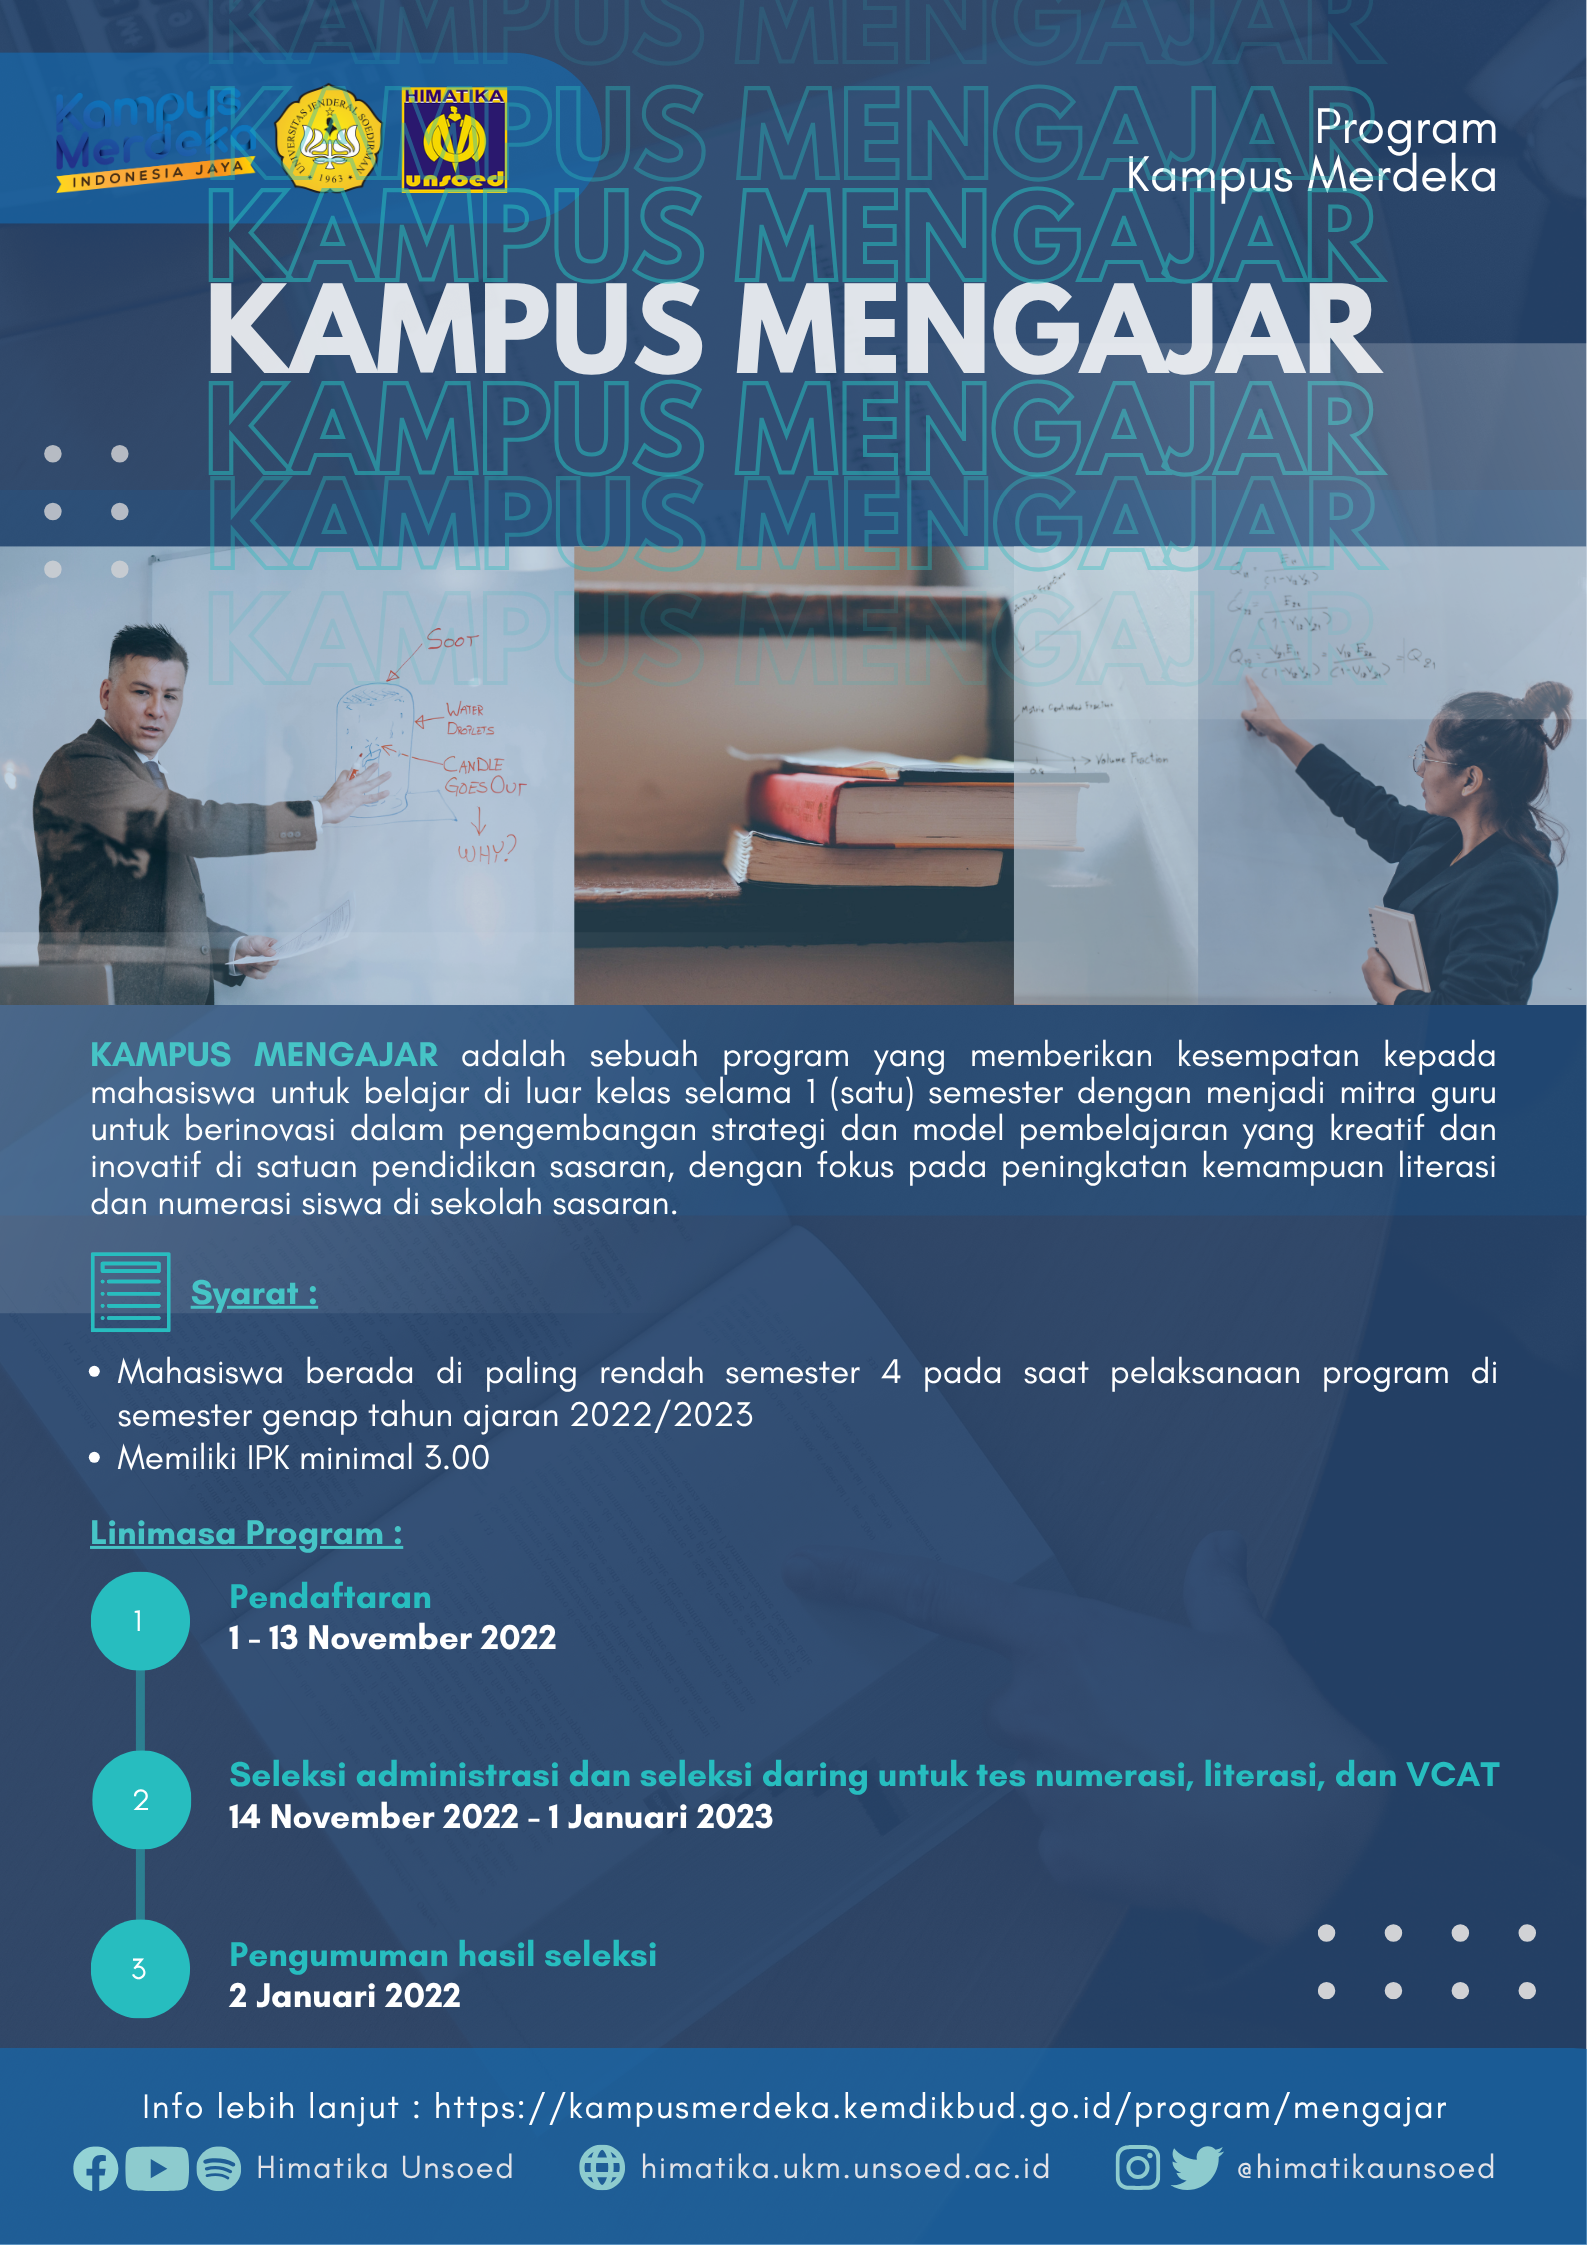 KAMPUS MENGAJAR
Kampus
Merdeka
INDONESIA JAYA
UNIVERSITAS JENDERAL SOEDIRMAN
1963
HIMATIKA
unsoed
Program
Kampus Merdeka
KAMPUS MENGAJAR
KAMPUS MENGAJAR
KAMPUS MENGAJAR
KAMPUS MENGAJAR
KAMPUS MENGAJAR
KAMPUS MENGAJAR
SOOT
WATER
DROPLETS
CANDLE
GOES OUT
WHY?
Volume Fraction
KAMPUS MENGAJAR adalah sebuah program yang memberikan kesempatan kepada
mahasiswa untuk belajar di luar kelas selama 1 (satu) semester dengan menjadi mitra guru
untuk berinovasi dalam pengembangan strategi dan model pembelajaran yang kreatif dan
inovatif di satuan pendidikan sasaran, dengan fokus pada peningkatan kemampuan literasi
dan numerasi siswa di sekolah sasaran.
Syarat :
• Mahasiswa berada di paling rendah semester 4 pada saat pelaksanaan program di
semester genap tahun ajaran 2022/2023
• Memiliki IPK minimal 3.00
Linimasa Program :
1
Pendaftaran
1 - 13 November 2022
2
Seleksi administrasi dan seleksi daring untuk tes numerasi, literasi, dan VCAT
14 November 2022 - 1 Januari 2023
3
Pengumuman hasil seleksi
2 Januari 2022
Info lebih lanjut : https://kampusmerdeka.kemdikbud.go.id/program/mengajar
Himatika Unsoed
himatika.ukm.unsoed.ac.id
@himatikaunsoed